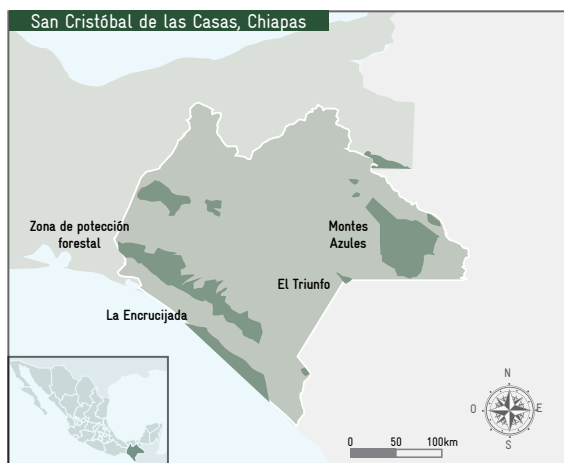 San Cristóbal de las Casas, Chiapas
Zona de potección
forestal
Montes
Azules
El Triunfo
La Encrucijada
N
O
E
S
0 50 100km